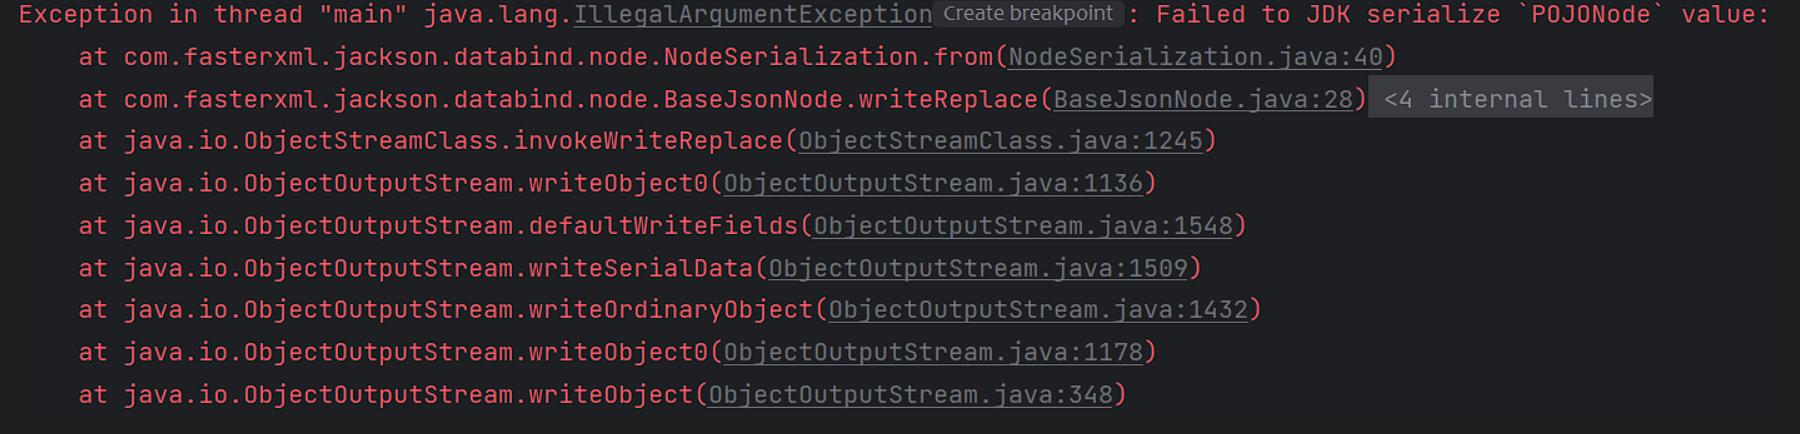 Exception in thread "main" java.lang.IllegalArgumentException Create breakpoint : Failed to JDK serialize `POJONode` value:
at com.fasterxml.jackson.databind.node.NodeSerialization.from(NodeSerialization.java:40)
at com.fasterxml.jackson.databind.node.BaseJsonNode.writeReplace(BaseJsonNode.java:28) <4 internal lines>
at java.io.ObjectStreamClass.invokeWriteReplace(ObjectStreamClass.java:1245)
at java.io.ObjectOutputStream.writeObject0(ObjectOutputStream.java:1136)
at java.io.ObjectOutputStream.defaultWriteFields(ObjectOutputStream.java:1548)
at java.io.ObjectOutputStream.writeSerialData(ObjectOutputStream.java:1509)
at java.io.ObjectOutputStream.writeOrdinaryObject(ObjectOutputStream.java:1432)
at java.io.ObjectOutputStream.writeObject0(ObjectOutputStream.java:1178)
at java.io.ObjectOutputStream.writeObject(ObjectOutputStream.java:348)